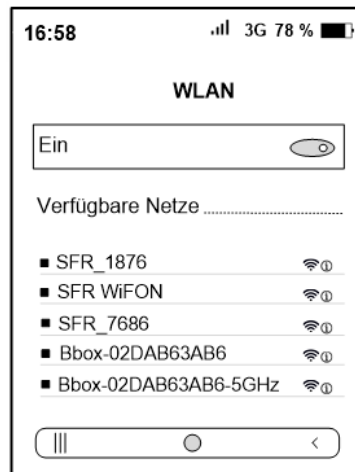 16:58 3G 78 %
WLAN
Ein
Verfügbare Netze
SFR_1876
SFR WiFON
SFR_7686
Bbox-02DAB63AB6
Bbox-02DAB63AB6-5GHz